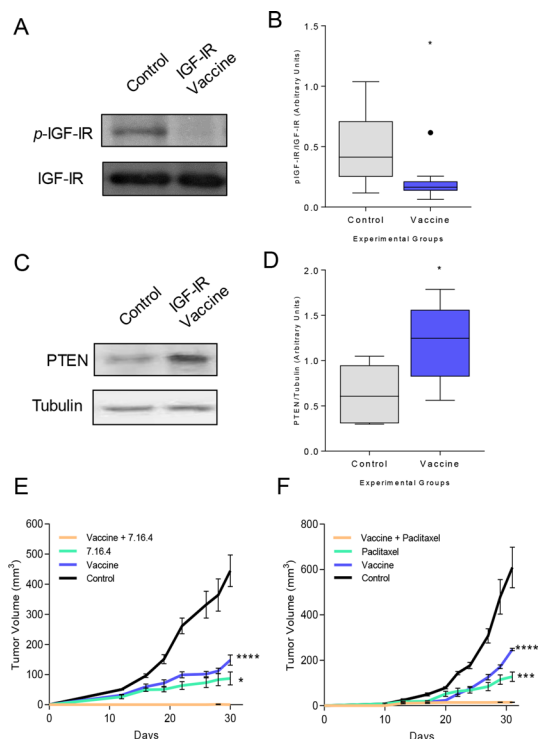 A
Control
IGF-IR
Vaccine
p-IGF-IR
IGF-IR
B
pIGF-IR/IGF-IR (Arbitrary Units)
1.5
1.0
0.5
0.0
*
Control
Vaccine
Experimental Groups
C
Control
IGF-IR
Vaccine
PTEN
Tubulin
D
PTEN/Tubulin (Arbitrary Units)
2.0
1.5
1.0
0.5
0.0
*
Control
Vaccine
Experimental Groups
E
Tumor Volume (mm³)
600
500
400
300
200
100
0
Vaccine + 7.16.4
7.16.4
Vaccine
Control
****
*
0
10
20
30
Days
F
Tumor Volume (mm³)
800
600
400
200
0
Vaccine + Paclitaxel
Paclitaxel
Vaccine
Control
****
***
0
10
20
30
Days